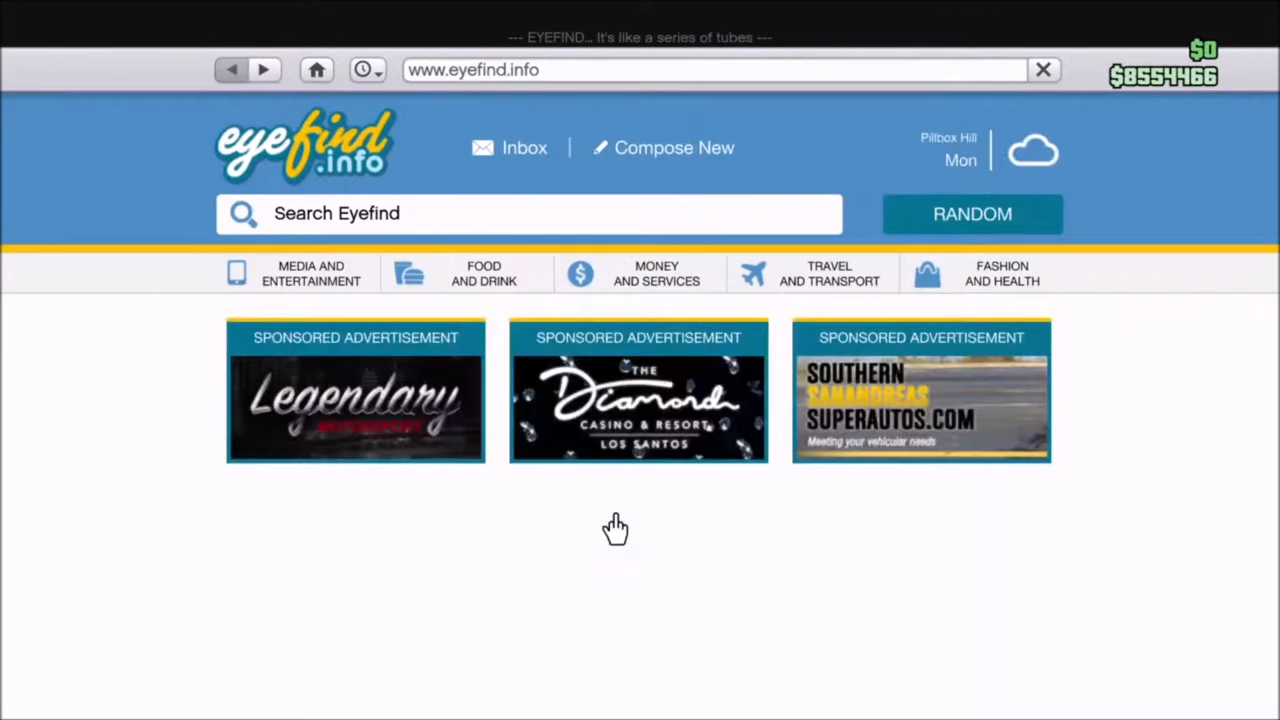 --- EYEFIND... It's like a series of tubes ---
$0
$8554466
www.eyefind.info
eyefind
.info
Inbox
Compose New
Pillbox Hill
Mon
Search Eyefind
RANDOM
MEDIA AND
ENTERTAINMENT
FOOD
AND DRINK
MONEY
AND SERVICES
TRAVEL
AND TRANSPORT
FASHION
AND HEALTH
SPONSORED ADVERTISEMENT
Legendary
MOTORSPORT
SPONSORED ADVERTISEMENT
THE
Diamond
CASINO & RESORT
LOS SANTOS
SPONSORED ADVERTISEMENT
SOUTHERN
SANANDREAS
SUPERAUTOS.COM
Meeting your vehicular needs